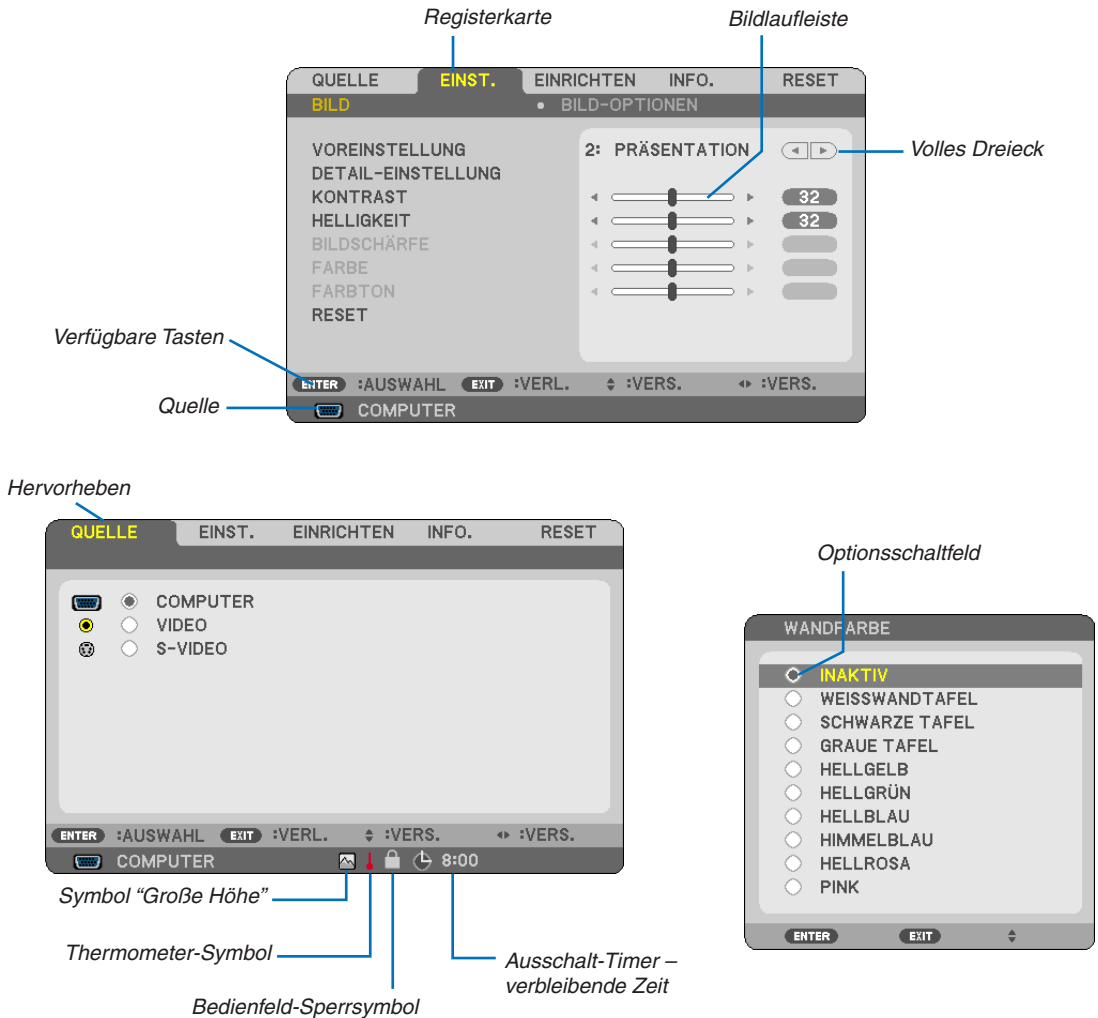 Registerkarte
Bildlaufleiste
QUELLE EINST. EINRICHTEN INFO. RESET
BILD • BILD-OPTIONEN
VOREINSTELLUNG 2: PRÄSENTATION
Volles Dreieck
DETAIL-EINSTELLUNG
KONTRAST 32
HELLIGKEIT 32
BILDSCHÄRFE
FARBE
FARBTON
RESET
Verfügbare Tasten
ENTER :AUSWAHL EXIT :VERL. :VERS. :VERS.
Quelle
COMPUTER
Hervorheben
QUELLE EINST. EINRICHTEN INFO. RESET
COMPUTER
VIDEO
S-VIDEO
ENTER :AUSWAHL EXIT :VERL. :VERS. :VERS.
COMPUTER 8:00
Symbol “Große Höhe”
Thermometer-Symbol
Bedienfeld-Sperrsymbol
Ausschalt-Timer –
verbleibende Zeit
Optionsschaltfeld
WANDFARBE
INAKTIV
WEISSWANDTAFEL
SCHWARZE TAFEL
GRAUE TAFEL
HELLGELB
HELLGRÜN
HELLBLAU
HIMMELBLAU
HELLROSA
PINK
ENTER EXIT